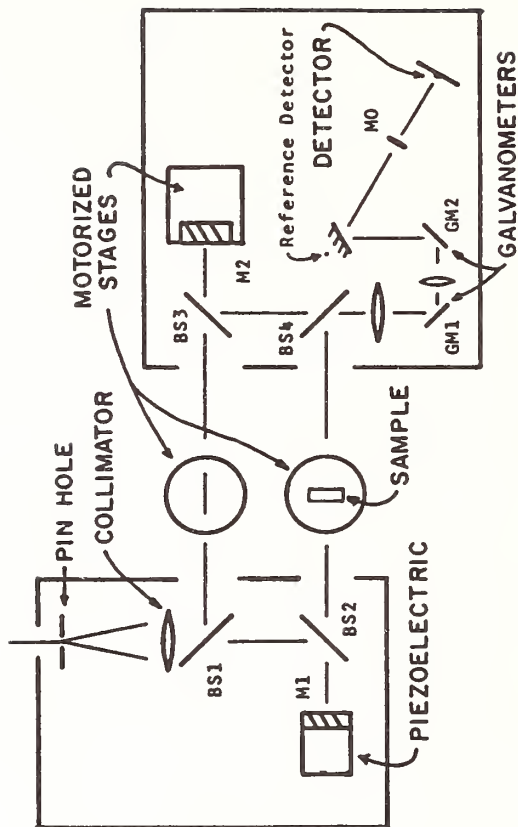 PIN HOLE
COLLIMATOR
MOTORIZED
STAGES
BS1
BS2
M1
PIEZOELECTRIC
SAMPLE
BS3
M2
BS4
Reference Detector
DETECTOR
MO
GM1
GM2
GALVANOMETERS